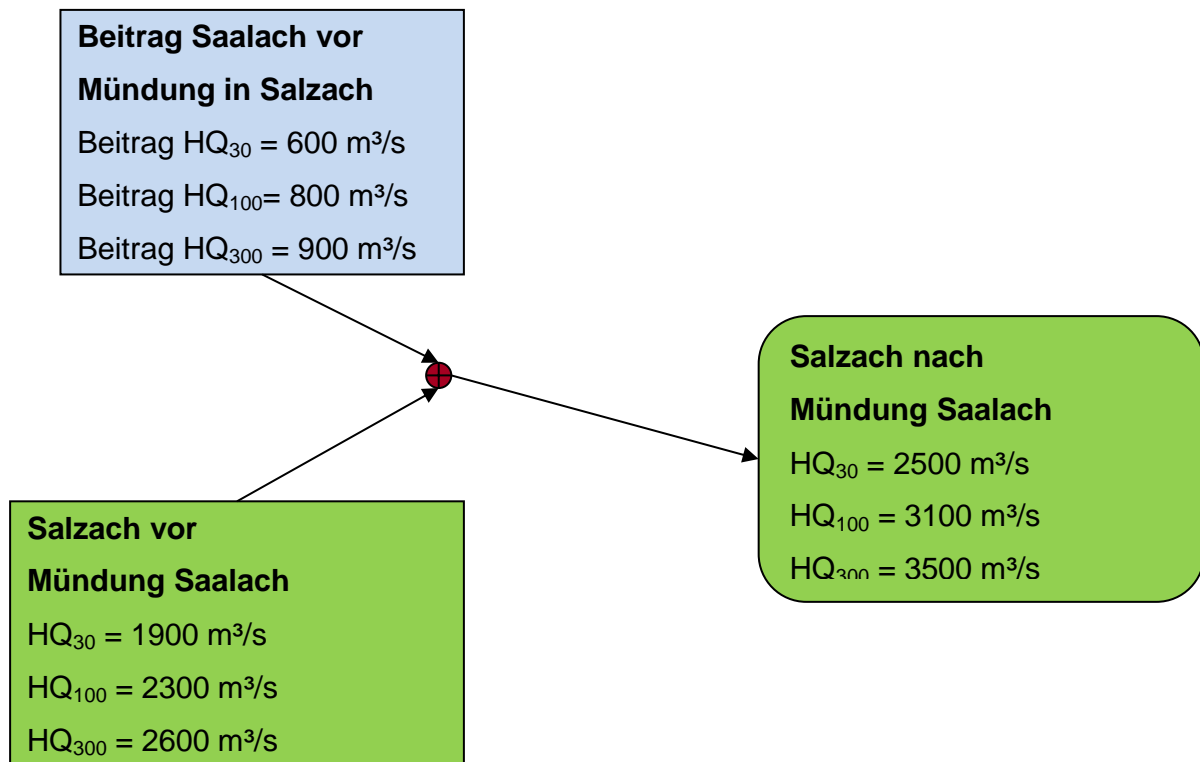 Beitrag Saalach vor
Mündung in Salzach
Beitrag HQ30 = 600 m³/s
Beitrag HQ100= 800 m³/s
Beitrag HQ300 = 900 m³/s
Salzach nach
Mündung Saalach
HQ30 = 2500 m³/s
HQ100 = 3100 m³/s
HQ300 = 3500 m³/s
Salzach vor
Mündung Saalach
HQ30 = 1900 m³/s
HQ100 = 2300 m³/s
HQ300 = 2600 m³/s